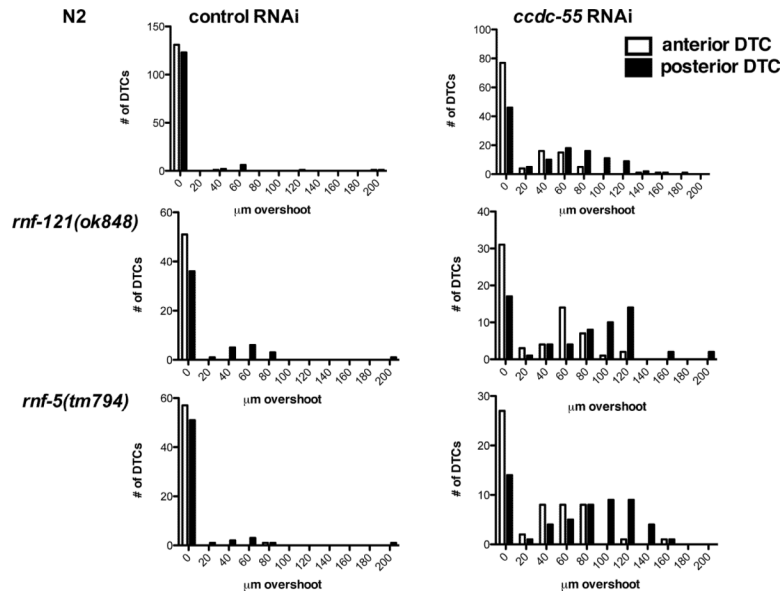 N2
control RNAi
ccdc-55 RNAi
anterior DTC
posterior DTC
# of DTCs
150
100
50
0
0 20 40 60 80 100 120 140 160 180 200
µm overshoot
# of DTCs
100
80
60
40
20
0
0 20 40 60 80 100 120 140 160 180 200
µm overshoot
rnf-121(ok848)
# of DTCs
60
40
20
0
0 20 40 60 80 100 120 140 160 180 200
µm overshoot
# of DTCs
40
30
20
10
0
0 20 40 60 80 100 120 140 160 180 200
µm overshoot
rnf-5(tm794)
# of DTCs
60
40
20
0
0 20 40 60 80 100 120 140 160 180 200
µm overshoot
# of DTCs
30
20
10
0
0 20 40 60 80 100 120 140 160 180 200
µm overshoot